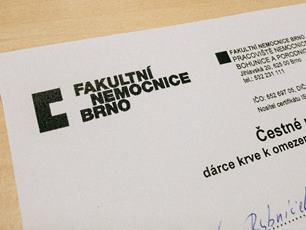 FAKULTNÍ
NEMOCNICE
BRNO
FAKULTNÍ NEMOCNICE BRNO
PRACOVIŠTĚ NEMOCNICE
BOHUNICE A PORODNIC
Jihlavská 20, 625 00 Brno
tel.: 532 231 111
IČO: 652 697 05, DIČ
Nositel certifikátu IS
Čestné
dárce krve k omezen